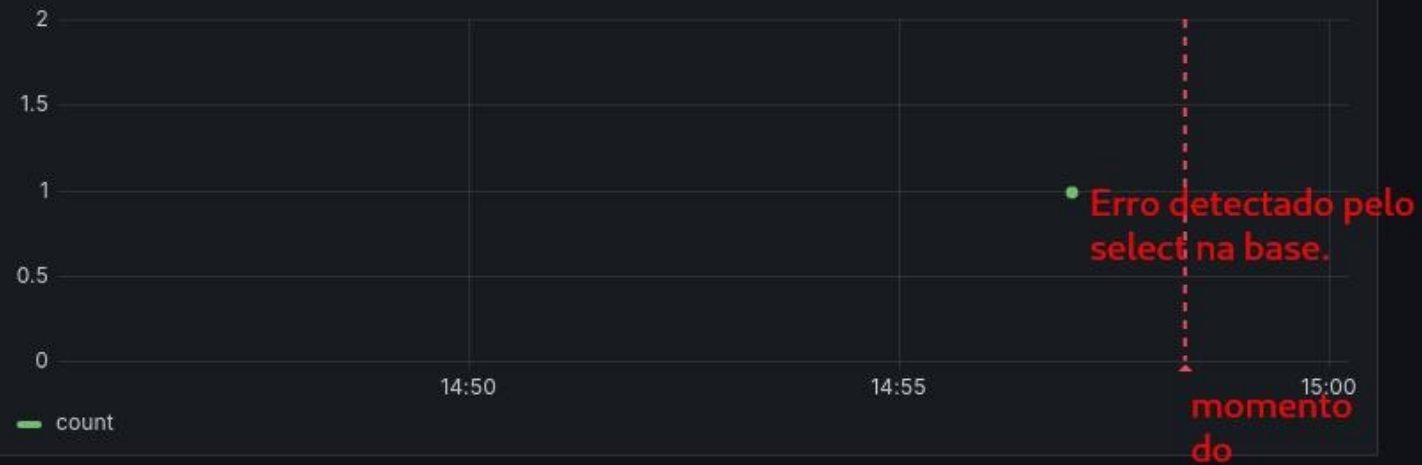 2
1.5
1
Erro detectado pelo
select na base.
0.5
0
14:50 14:55 15:00
momento
do
count